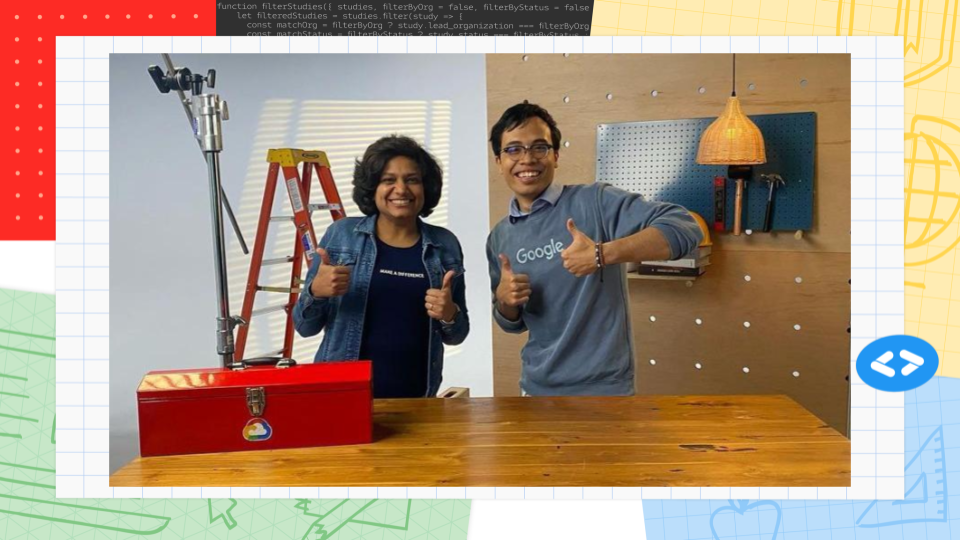 function filterStudies({ studies, filterByOrg = false, filterByStatus = false
let filteredStudies = studies.filter(study => {
const matchOrg = filterByOrg ? study lead_organization === filterByOrg
const matchStatus = filterByStatus ? study status === filterByStatus
MAKE A DIFFERENCE
Google